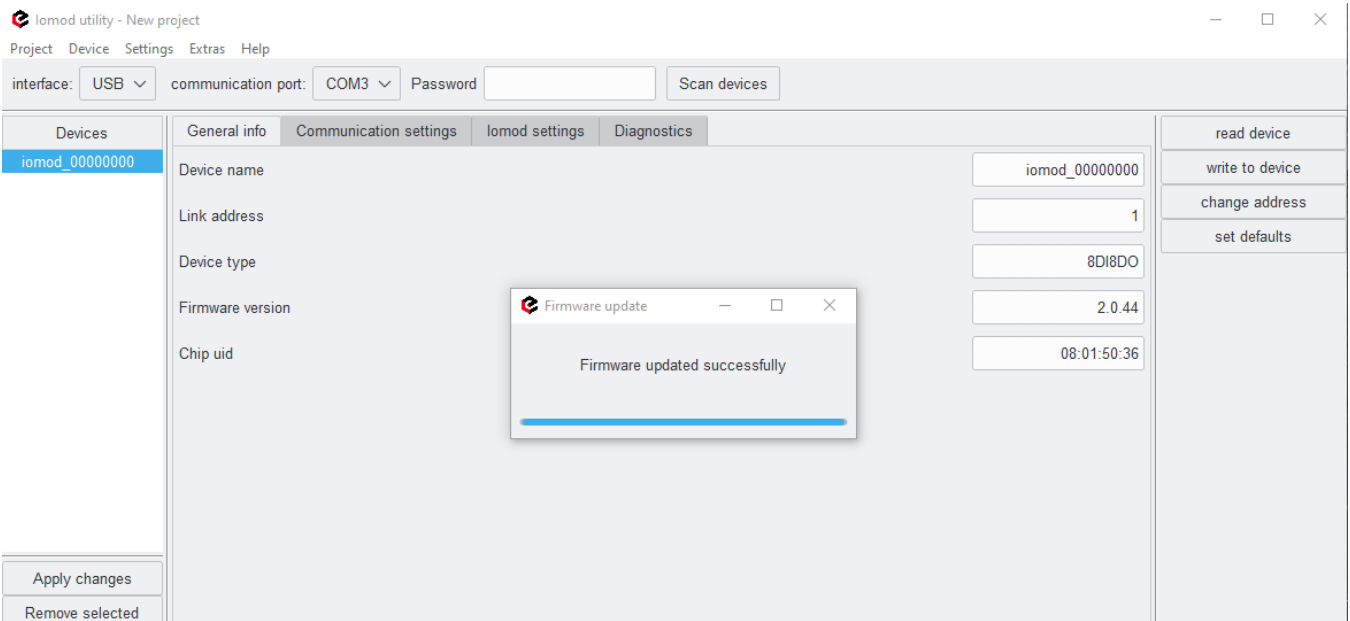 Iomod utility - New project
Project Device Settings Extras Help
interface: USB communication port: COM3 Password Scan devices
Devices
iomod_00000000
General info Communication settings Iomod settings Diagnostics
Device name iomod_00000000
Link address 1
Device type 8DI8DO
Firmware version 2.0.44
Chip uid 08:01:50:36
Firmware update
Firmware updated successfully
read device
write to device
change address
set defaults
Apply changes
Remove selected